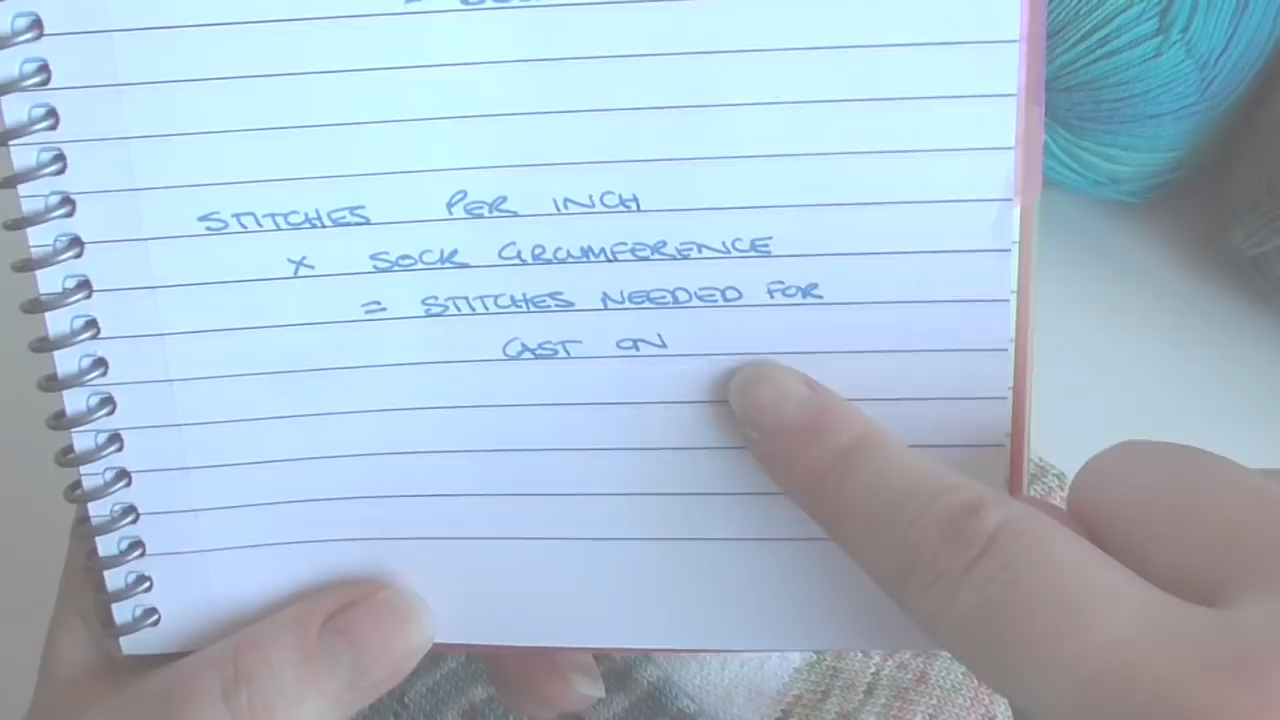 STITCHES PER INCH
x SOCK CIRCUMFERENCE
= STITCHES NEEDED FOR
CAST ON